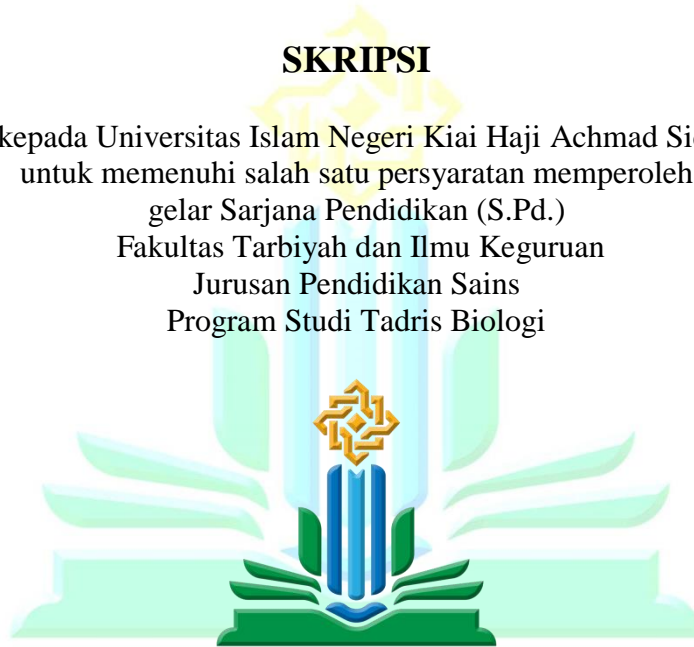 SKRIPSI
kepada Universitas Islam Negeri Kiai Haji Achmad
untuk memenuhi salah satu persyaratan memperoleh
gelar Sarjana Pendidikan (S.Pd.)
Fakultas Tarbiyah dan Ilmu Keguruan
Jurusan Pendidikan Sains
Program Studi Tadris Biologi